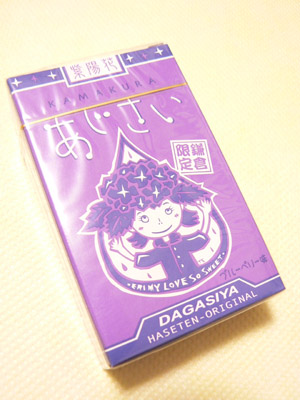 紫陽花
KAMAKURA
あじさい
鎌倉
限定
ERI MY LOVE SO SWEET
ブルーベリー味
DAGASIYA
HASETEN-ORIGINAL